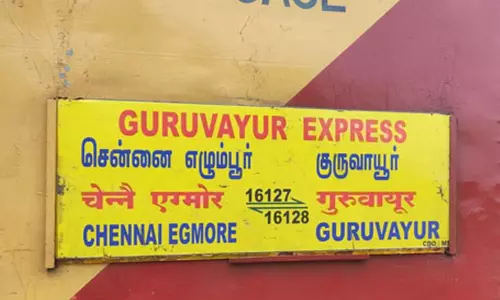 GURUVAYUR EXPRESS
சென்னை எழும்பூர் குருவாயூர்
चेन्नै एग्मोर 16127 गुरुवायूर
16128
CHENNAI EGMORE GURUVAYUR